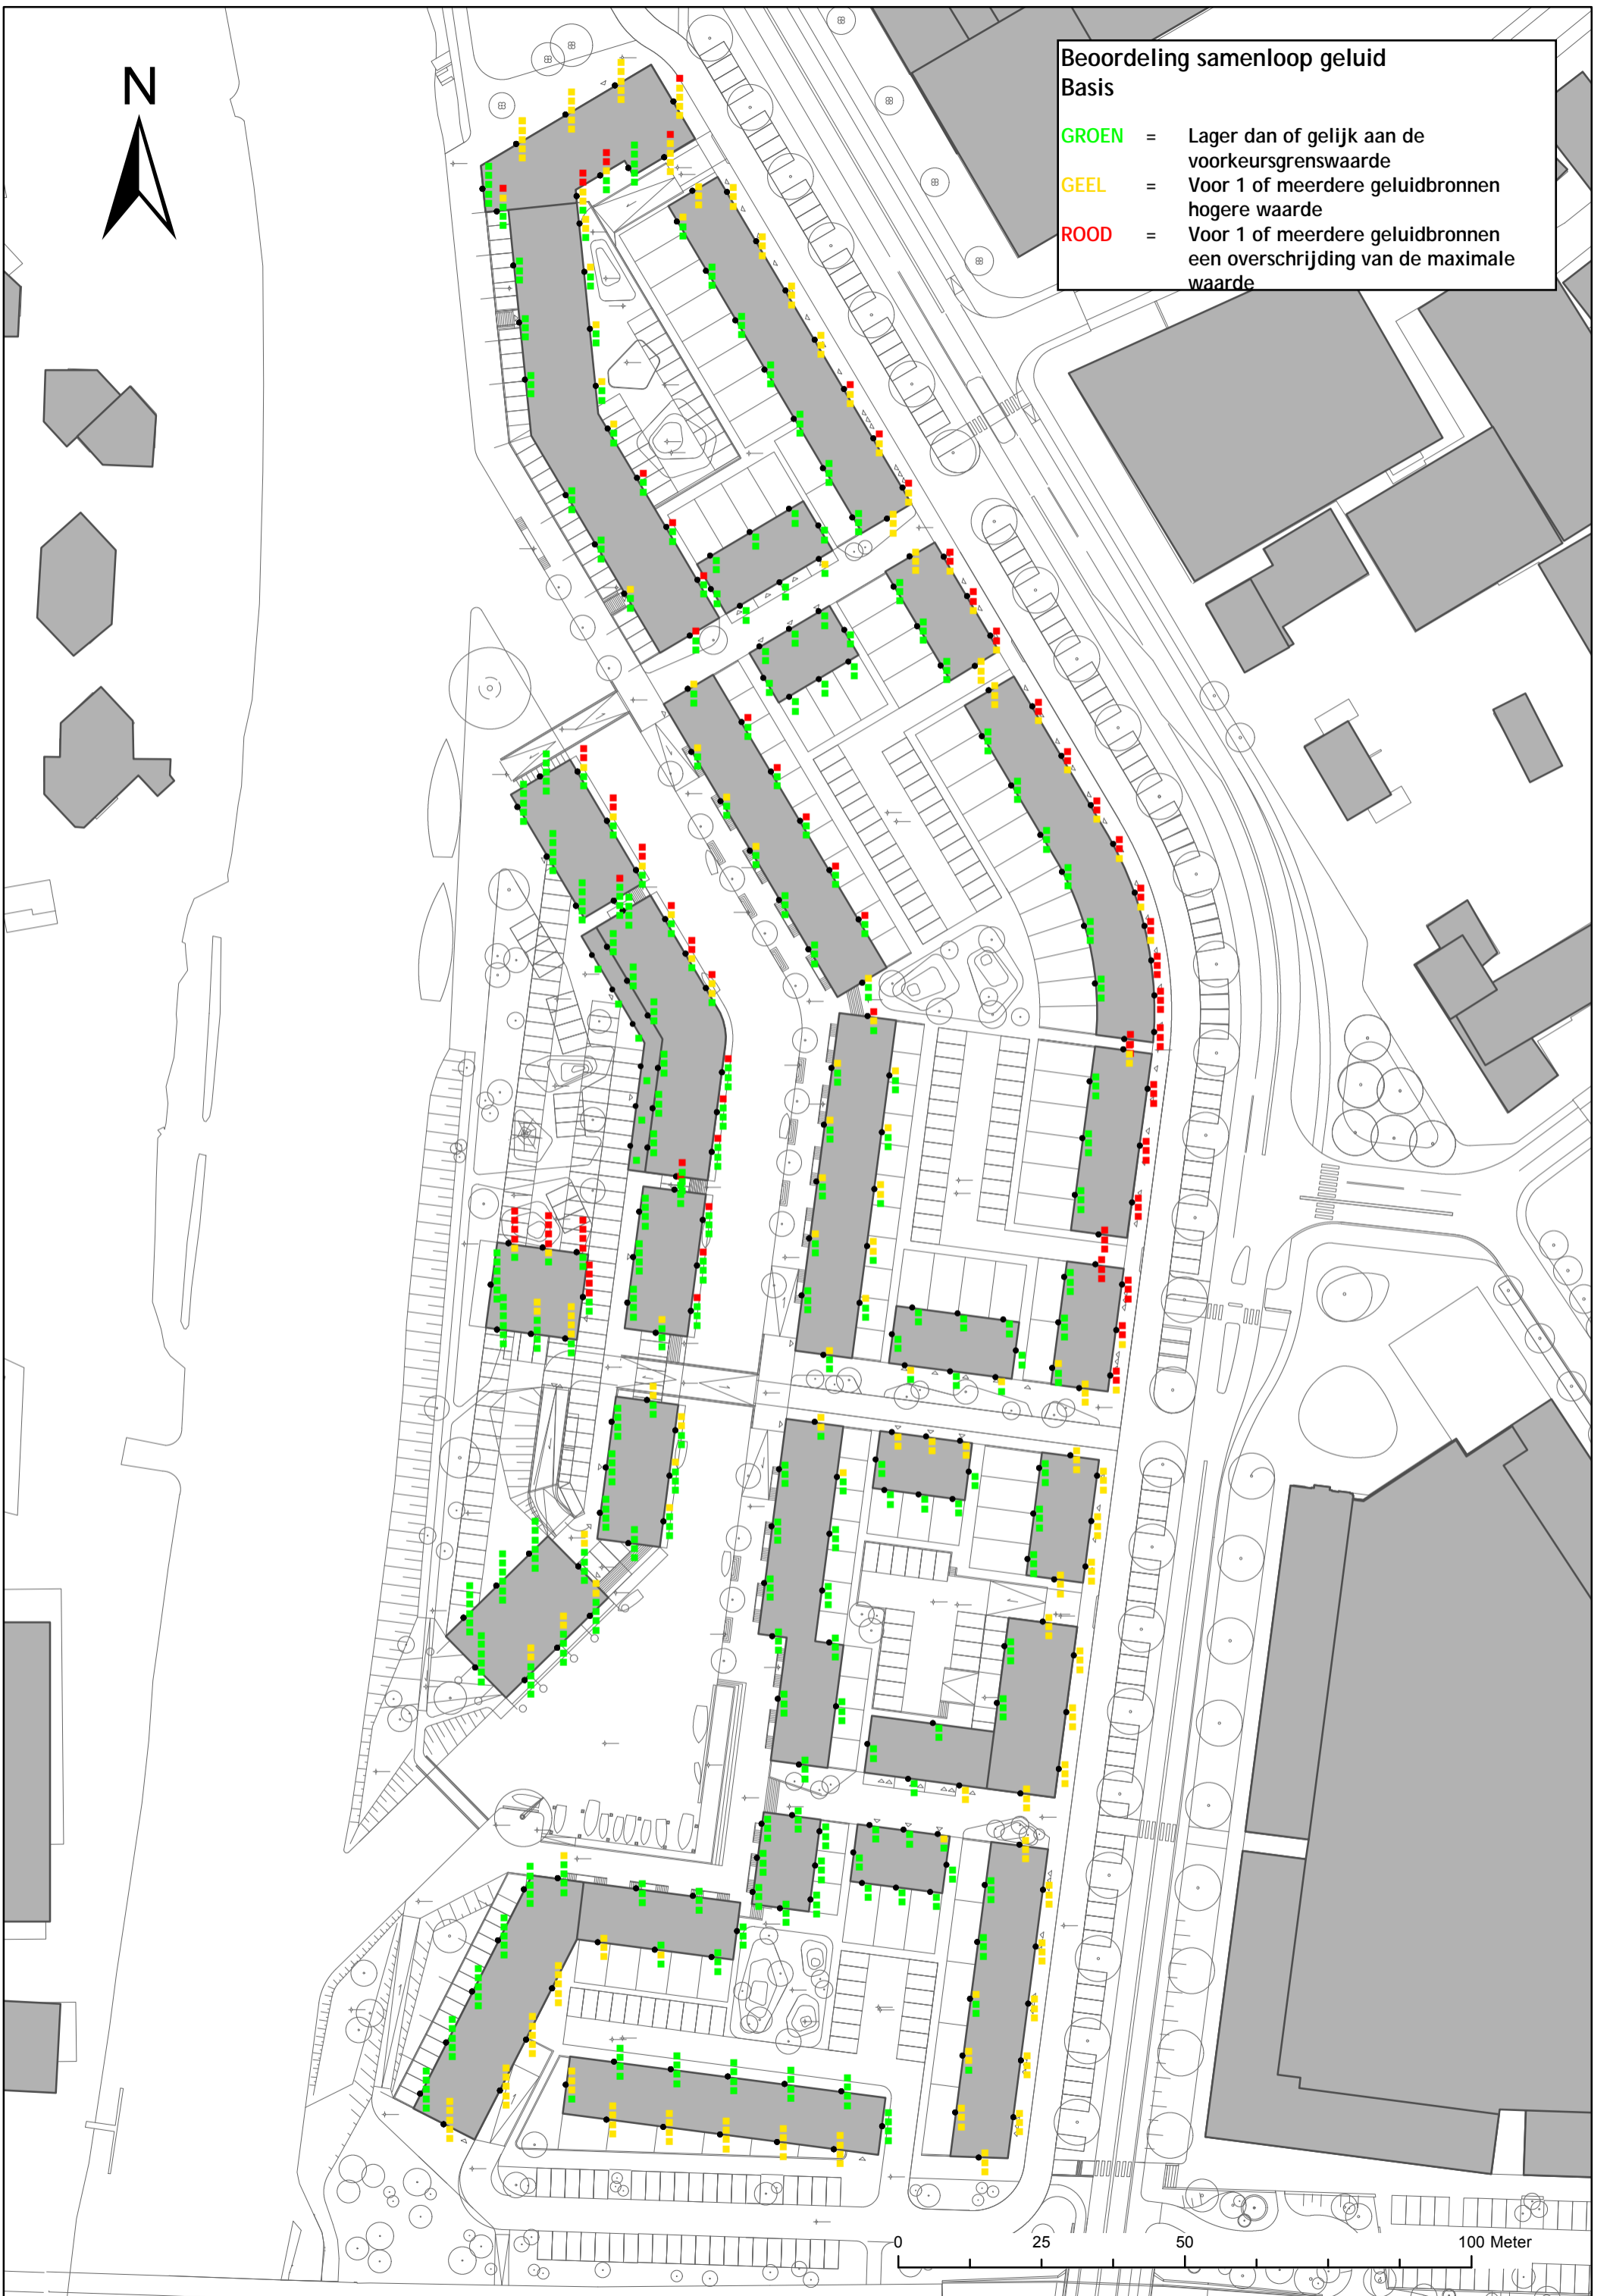 N
Beoordeling samenloop geluid
Basis
GROEN = Lager dan of gelijk aan de
voorkeursgrenswaarde
GEEL = Voor 1 of meerdere geluidbronnen
hogere waarde
ROOD = Voor 1 of meerdere geluidbronnen
een overschrijding van de maximale
waarde
0 25 50 100 Meter